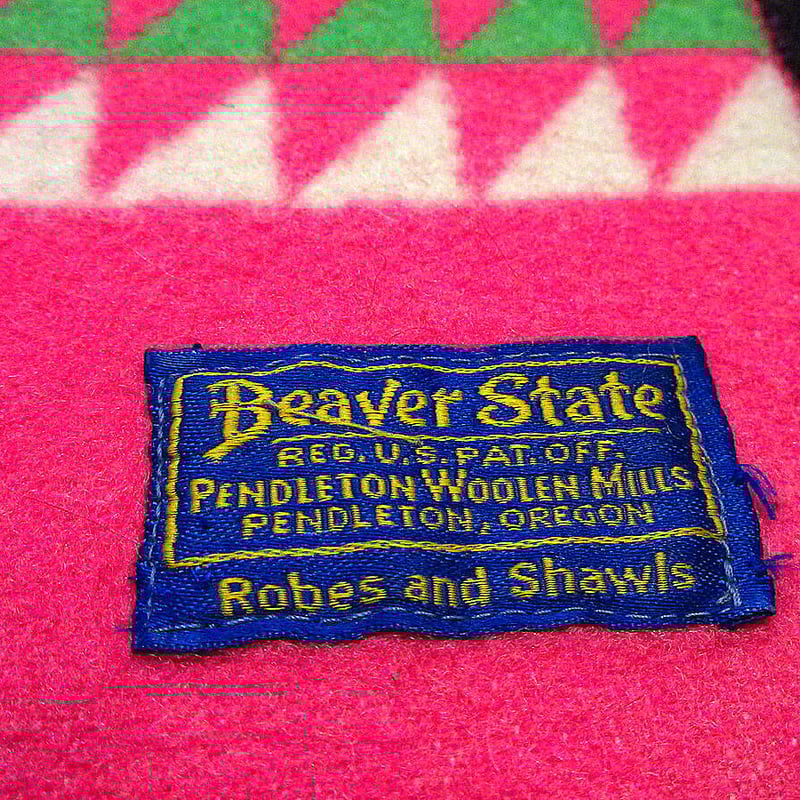 Beaver State
REG. U.S. PAT. OFF.
PENDLETON WOOLEN MILLS
PENDLETON, OREGON
Robes and Shawls